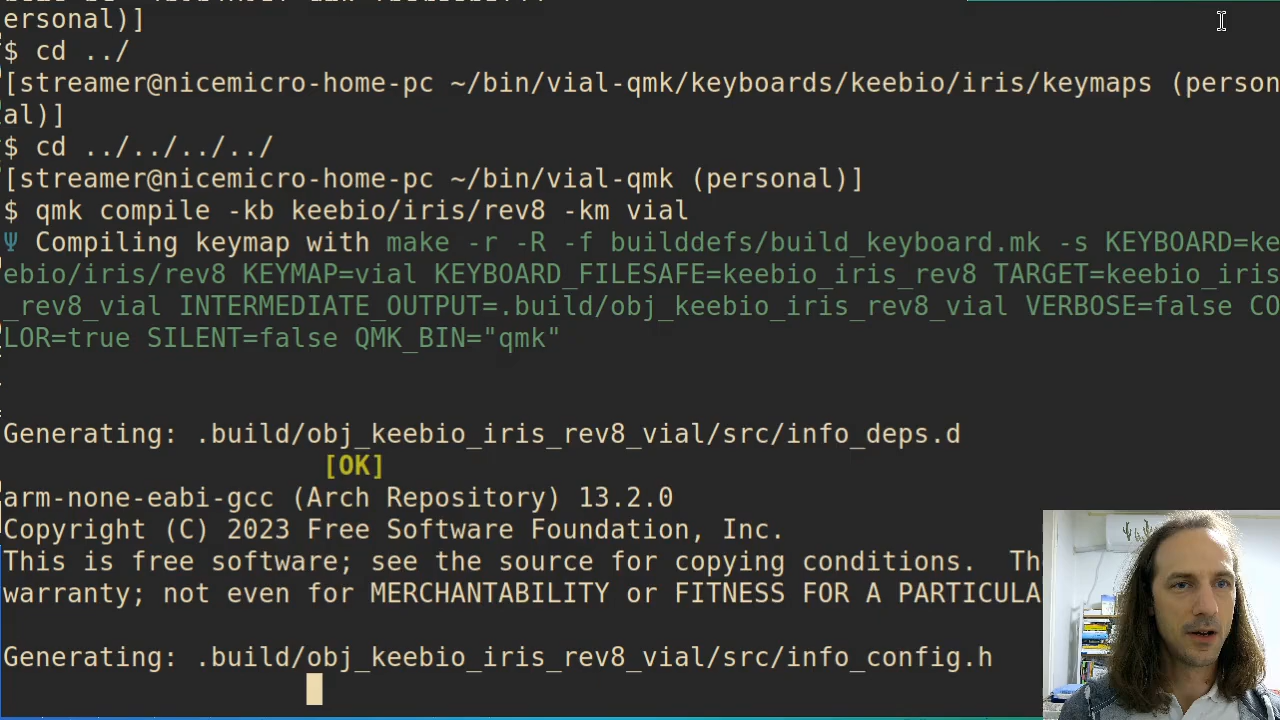 ersonal)]
$ cd ../
[streamer@nicemicro-home-pc ~/bin/vial-qmk/keyboards/keebio/iris/keymaps (person
al)]
$ cd ../../../../
[streamer@nicemicro-home-pc ~/bin/vial-qmk (personal)]
$ qmk compile -kb keebio/iris/rev8 -km vial
Ψ Compiling keymap with make -r -R -f builddefs/build_keyboard.mk -s KEYBOARD=ke
ebio/iris/rev8 KEYMAP=vial KEYBOARD_FILESAFE=keebio_iris_rev8 TARGET=keebio_iris
_rev8_vial INTERMEDIATE_OUTPUT=.build/obj_keebio_iris_rev8_vial VERBOSE=false CO
LOR=true SILENT=false QMK_BIN="qmk"
Generating: .build/obj_keebio_iris_rev8_vial/src/info_deps.d
[OK]
arm-none-eabi-gcc (Arch Repository) 13.2.0
Copyright (C) 2023 Free Software Foundation, Inc.
This is free software; see the source for copying conditions. Th
warranty; not even for MERCHANTABILITY or FITNESS FOR A PARTICULA
Generating: .build/obj_keebio_iris_rev8_vial/src/info_config.h